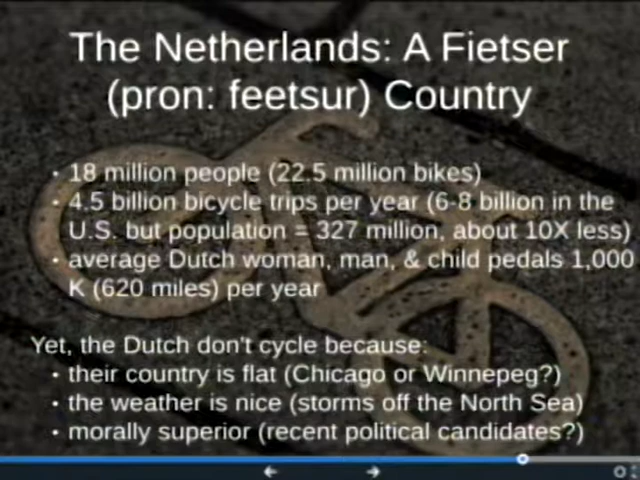 The Netherlands: A Fietser
(pron: feetsur) Country
• 18 million people (22.5 million bikes)
• 4.5 billion bicycle trips per year (6-8 billion in the
U.S. but population = 327 million, about 10X less)
• average Dutch woman, man, & child pedals 1,000
K (620 miles) per year
Yet, the Dutch don't cycle because:
• their country is flat (Chicago or Winnepeg?)
• the weather is nice (storms off the North Sea)
• morally superior (recent political candidates?)